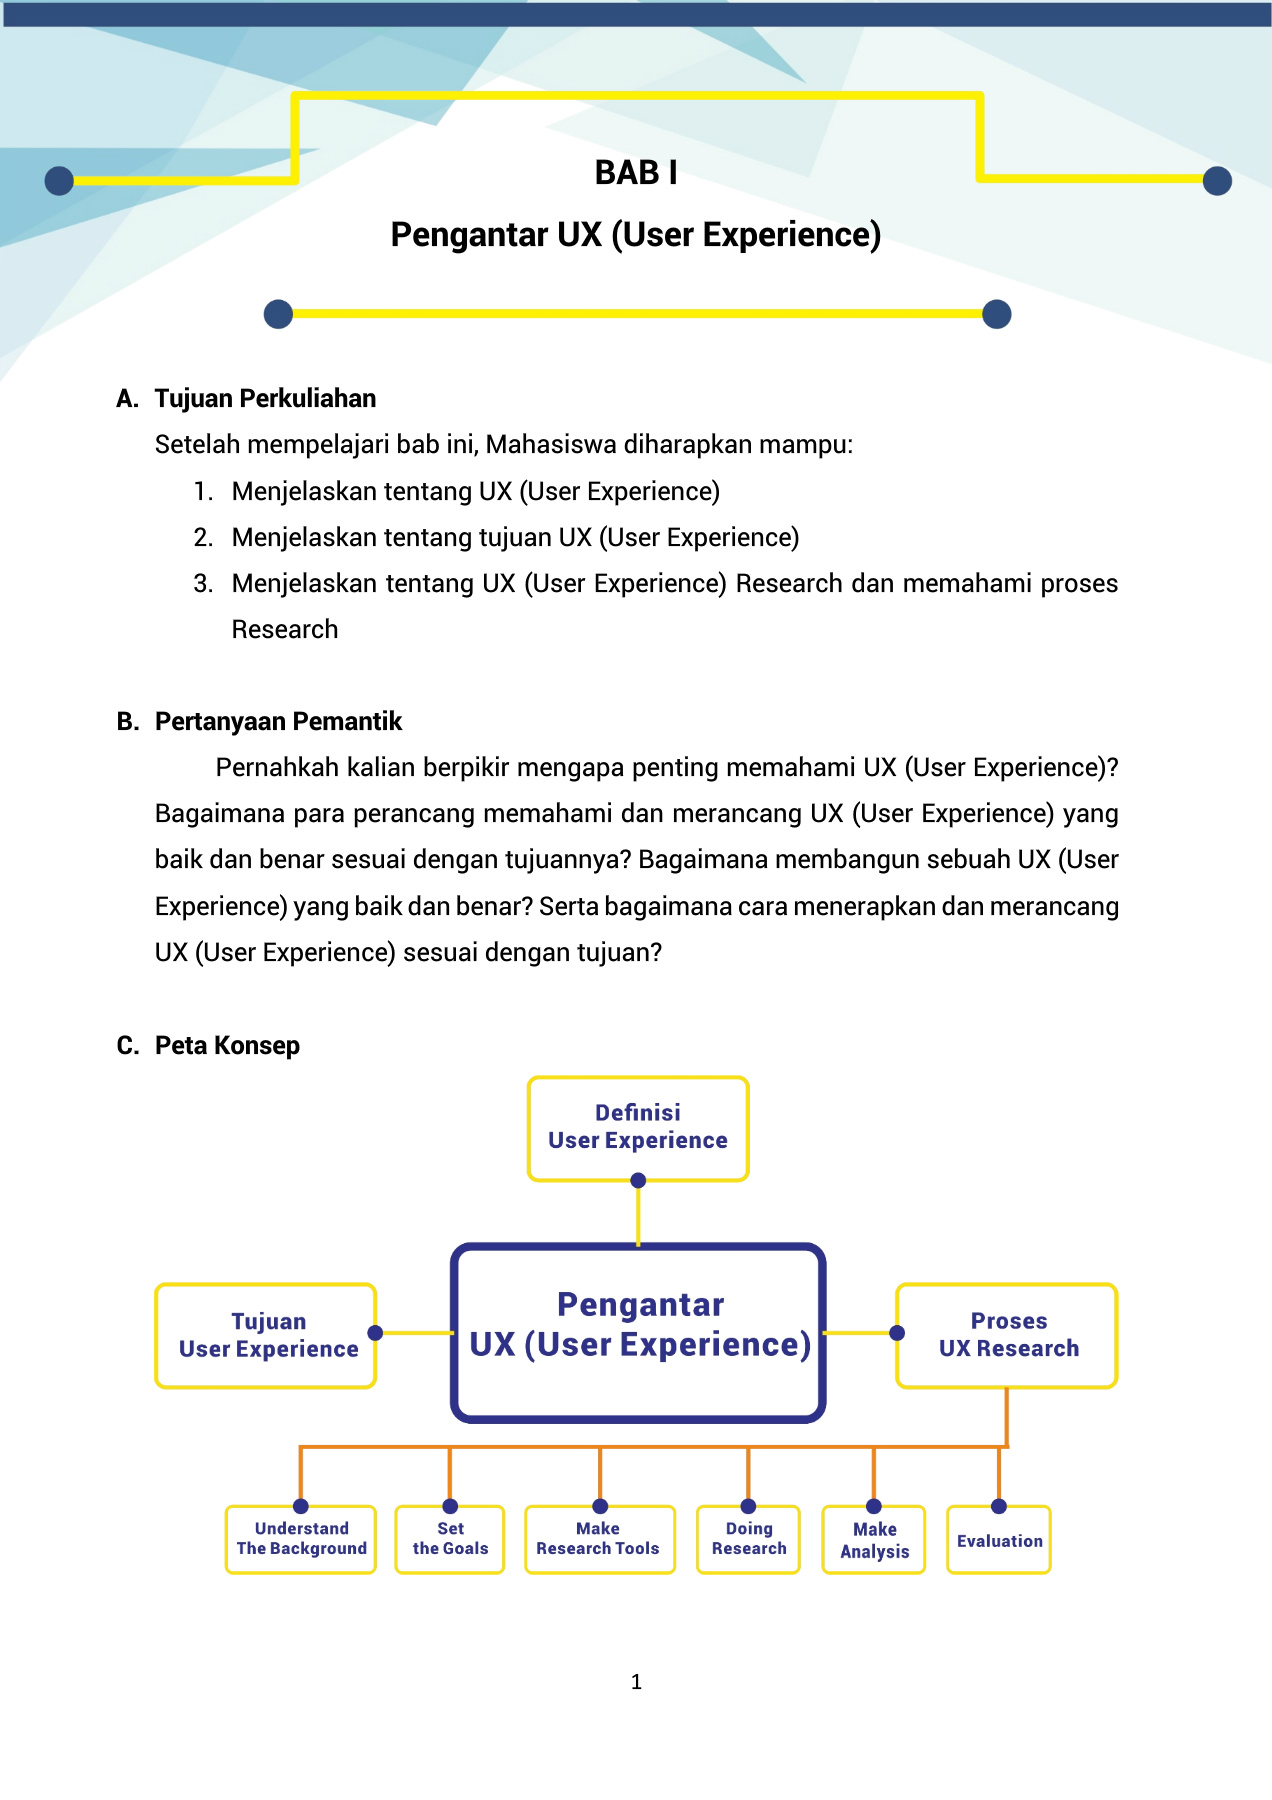 BAB I
Pengantar UX (User Experience)
A. Tujuan Perkuliahan
Setelah mempelajari bab ini, Mahasiswa diharapkan mampu:
1. Menjelaskan tentang UX (User Experience)
2. Menjelaskan tentang tujuan UX (User Experience)
3. Menjelaskan tentang UX (User Experience) Research dan memahami proses
Research
B. Pertanyaan Pemantik
Pernahkah kalian berpikir mengapa penting memahami UX (User Experience)?
Bagaimana para perancang memahami dan merancang UX (User Experience) yang
baik dan benar sesuai dengan tujuannya? Bagaimana membangun sebuah UX (User
Experience) yang baik dan benar? Serta bagaimana cara menerapkan dan merancang
UX (User Experience) sesuai dengan tujuan?
C. Peta Konsep
Definisi
User Experience
Tujuan
User Experience
Pengantar
UX (User Experience)
Proses
UX Research
Understand
The Background
Set
the Goals
Make
Research Tools
Doing
Research
Make
Analysis
Evaluation
1